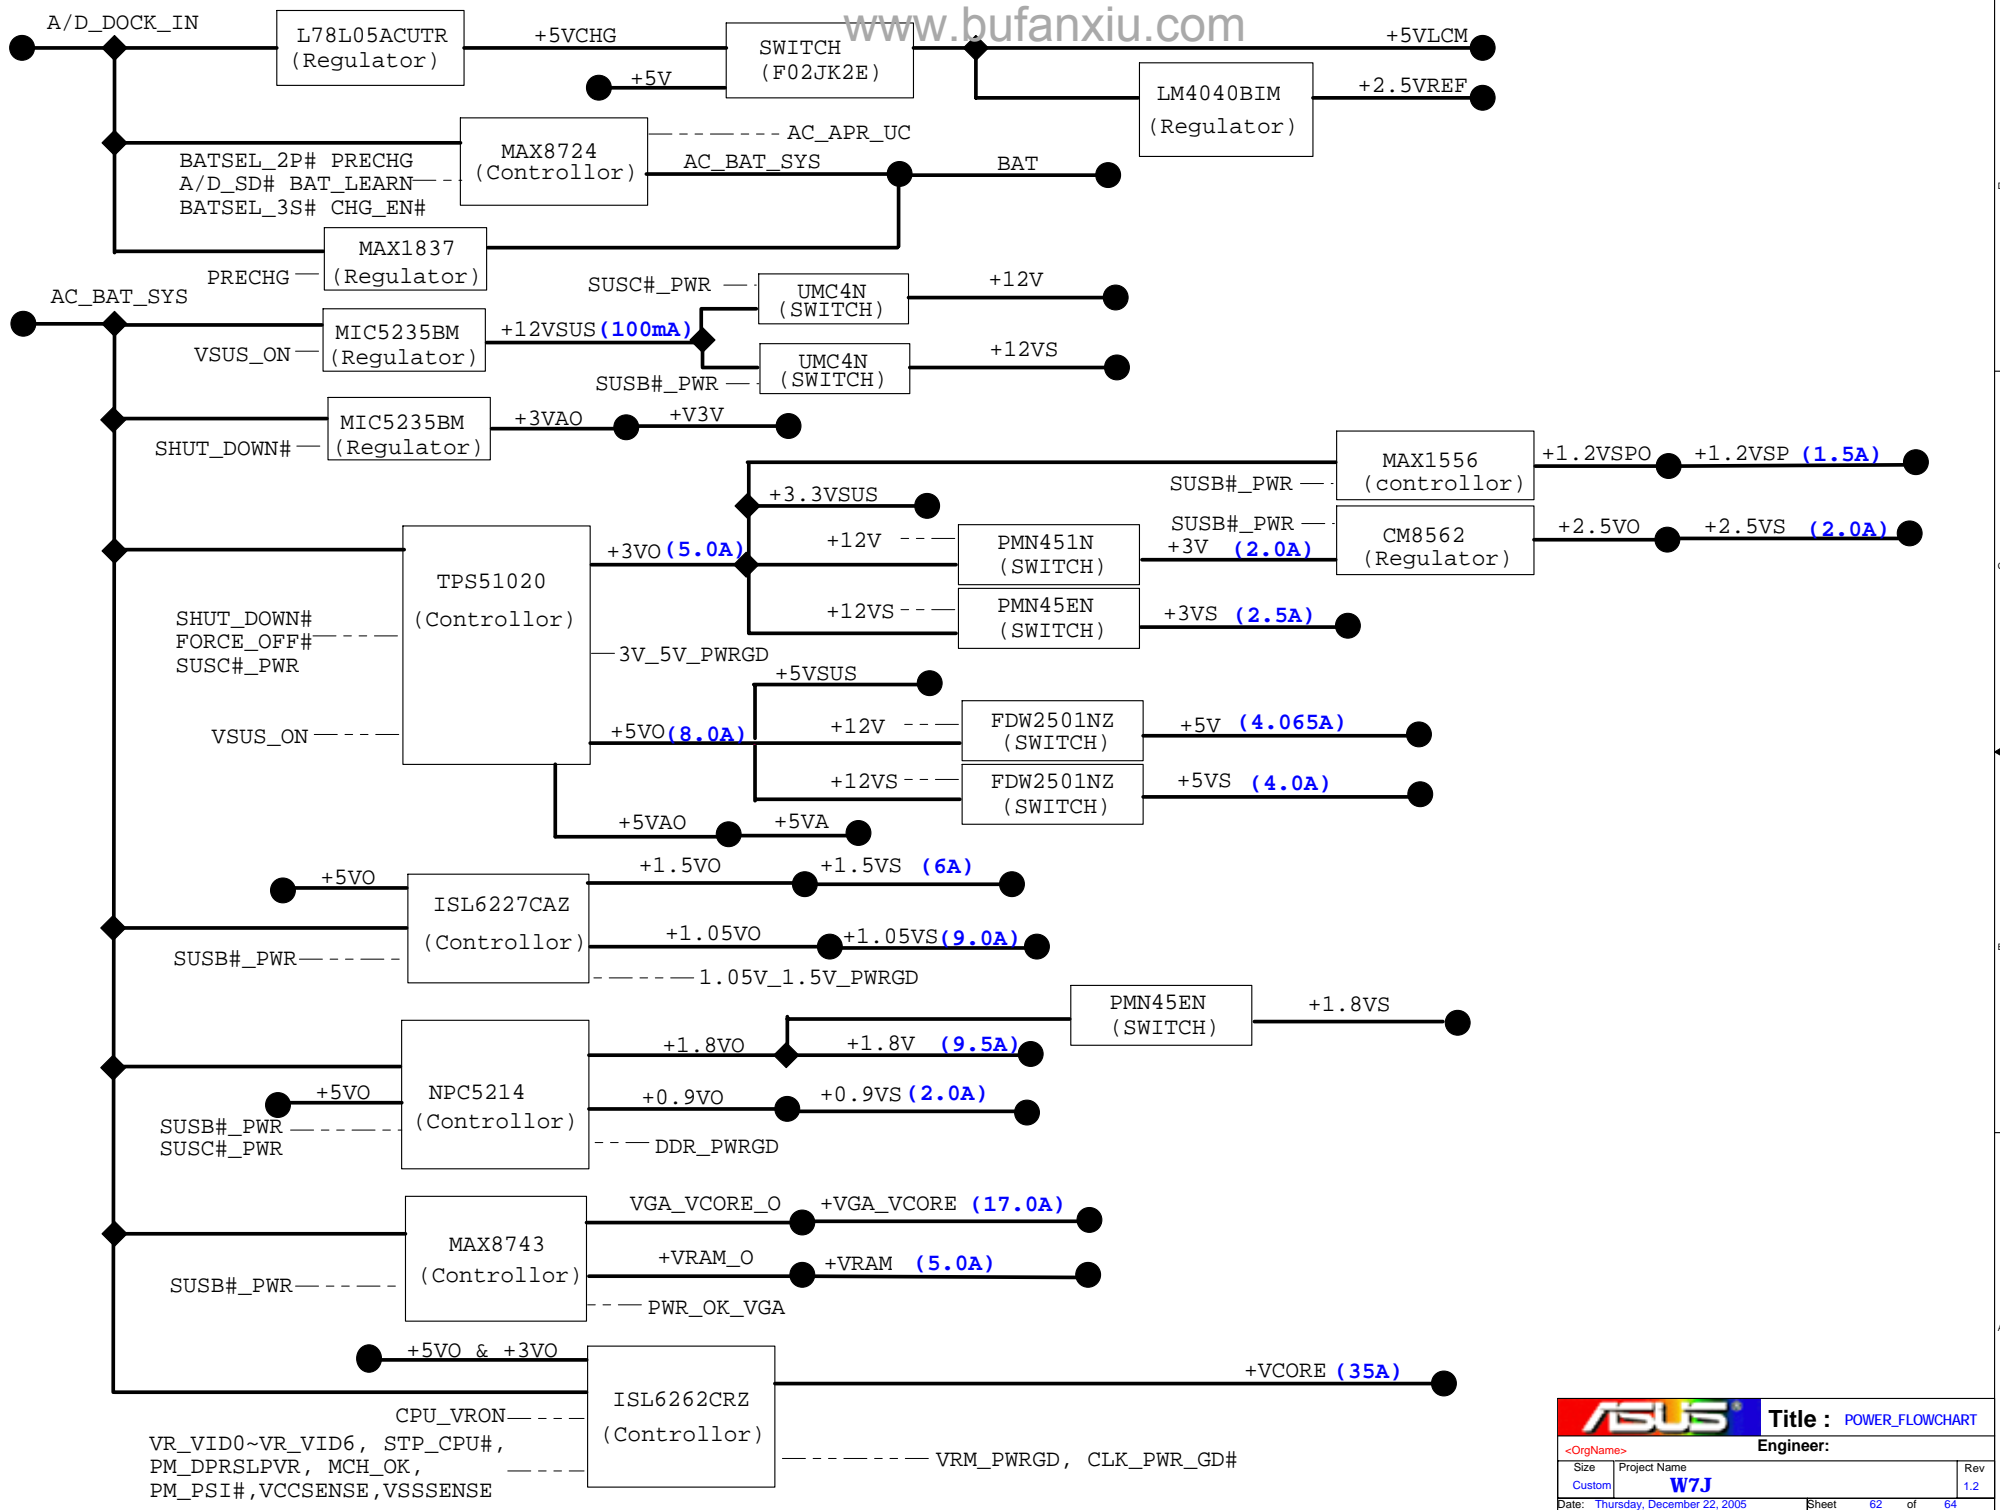 www.bufanxiu.com
A/D_DOCK_IN
L78L05ACUTR
(Regulator)
+5VCHG
+5V
SWITCH
(F02JK2E)
+5VLCM
LM4040BIM
(Regulator)
+2.5VREF
BATSEL_2P# PRECHG
A/D_SD# BAT_LEARN
BATSEL_3S# CHG_EN#
MAX8724
(Controllor)
AC_APR_UC
AC_BAT_SYS
BAT
PRECHG
MAX1837
(Regulator)
AC_BAT_SYS
VSUS_ON
MIC5235BM
(Regulator)
+12VSUS(100mA)
SUSC#_PWR
UMC4N
(SWITCH)
+12V
SUSB#_PWR
UMC4N
(SWITCH)
+12VS
SHUT_DOWN#
MIC5235BM
(Regulator)
+3VAO
+V3V
SHUT_DOWN#
FORCE_OFF#
SUSC#_PWR
VSUS_ON
TPS51020
(Controllor)
+3VO (5.0A)
3V_5V_PWRGD
+5VO(8.0A)
+3.3VSUS
+12V
PMN451N
(SWITCH)
+3V (2.0A)
+12VS
PMN45EN
(SWITCH)
+3VS (2.5A)
SUSB#_PWR
MAX1556
(controllor)
+1.2VSPO
+1.2VSP (1.5A)
SUSB#_PWR
CM8562
(Regulator)
+2.5VO
+2.5VS (2.0A)
+5VSUS
+12V
FDW2501NZ
(SWITCH)
+5V (4.065A)
+12VS
FDW2501NZ
(SWITCH)
+5VS (4.0A)
+5VAO
+5VA
+5VO
SUSB#_PWR
ISL6227CAZ
(Controllor)
+1.5VO
+1.5VS (6A)
+1.05VO
+1.05VS(9.0A)
1.05V_1.5V_PWRGD
+5VO
SUSB#_PWR
SUSC#_PWR
NPC5214
(Controllor)
+1.8VO
+1.8V (9.5A)
PMN45EN
(SWITCH)
+1.8VS
+0.9VO
+0.9VS(2.0A)
DDR_PWRGD
SUSB#_PWR
MAX8743
(Controllor)
VGA_VCORE_O
+VGA_VCORE (17.0A)
+VRAM_O
+VRAM (5.0A)
PWR_OK_VGA
+5VO & +3VO
CPU_VRON
VR_VID0~VR_VID6, STP_CPU#,
PM_DPRSLPVR, MCH_OK,
PM_PSI#,VCCSENSE,VSSSENSE
ISL6262CRZ
(Controllor)
+VCORE (35A)
VRM_PWRGD, CLK_PWR_GD#
ASUS
Title : POWER_FLOWCHART
<OrgName>
Engineer:
Size
Custom
Project Name
W7J
Rev
1.2
Date: Thursday, December 22, 2005
Sheet 62 of 64